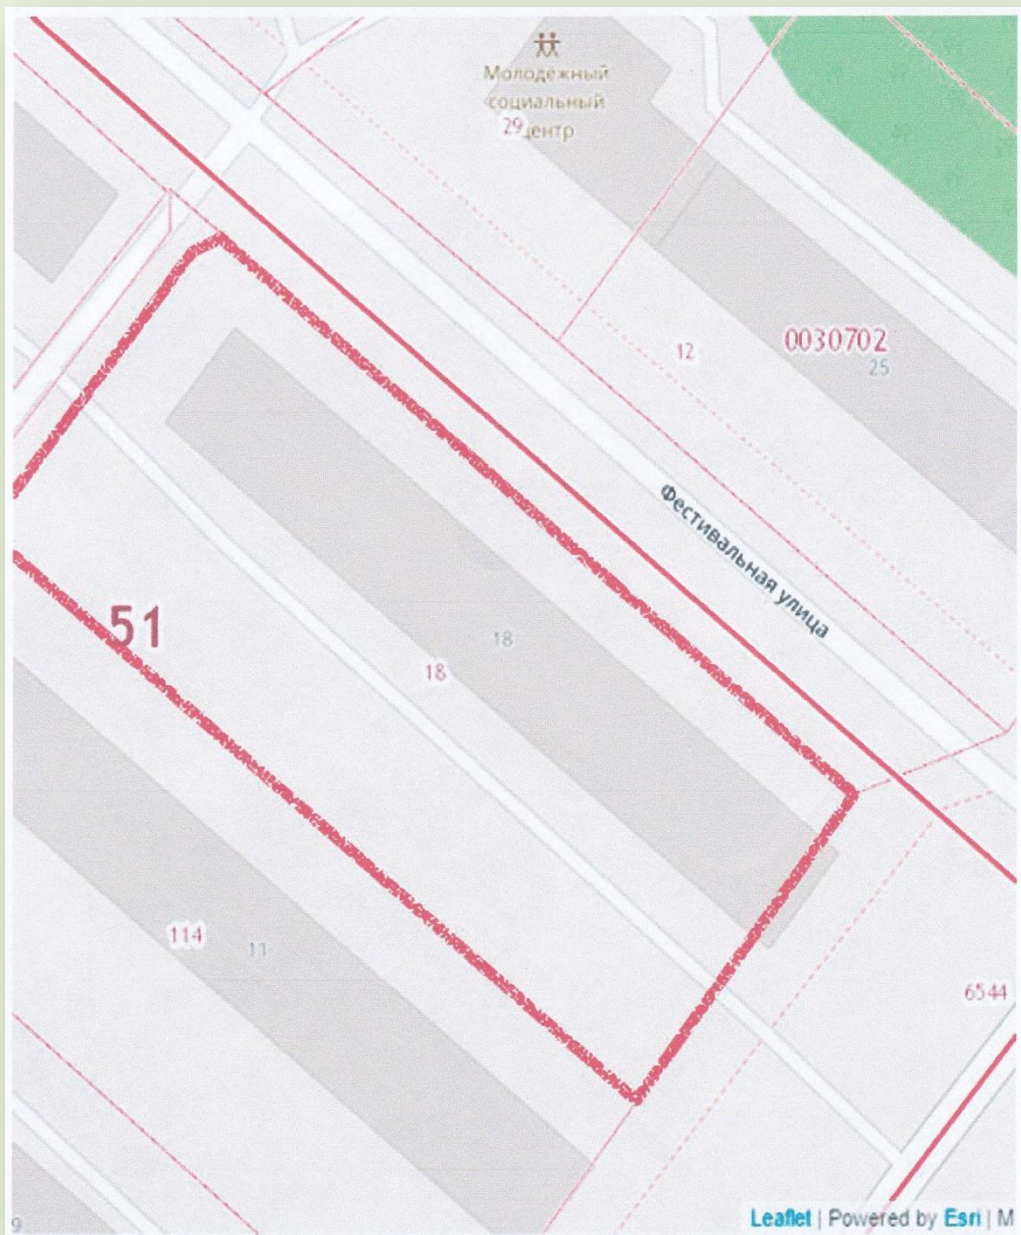 Молодёжный
социальный
центр
29
0030702
12
25
Фестивальная улица
51
18
18
114
11
6544
9
Leaflet | Powered by Esri | M